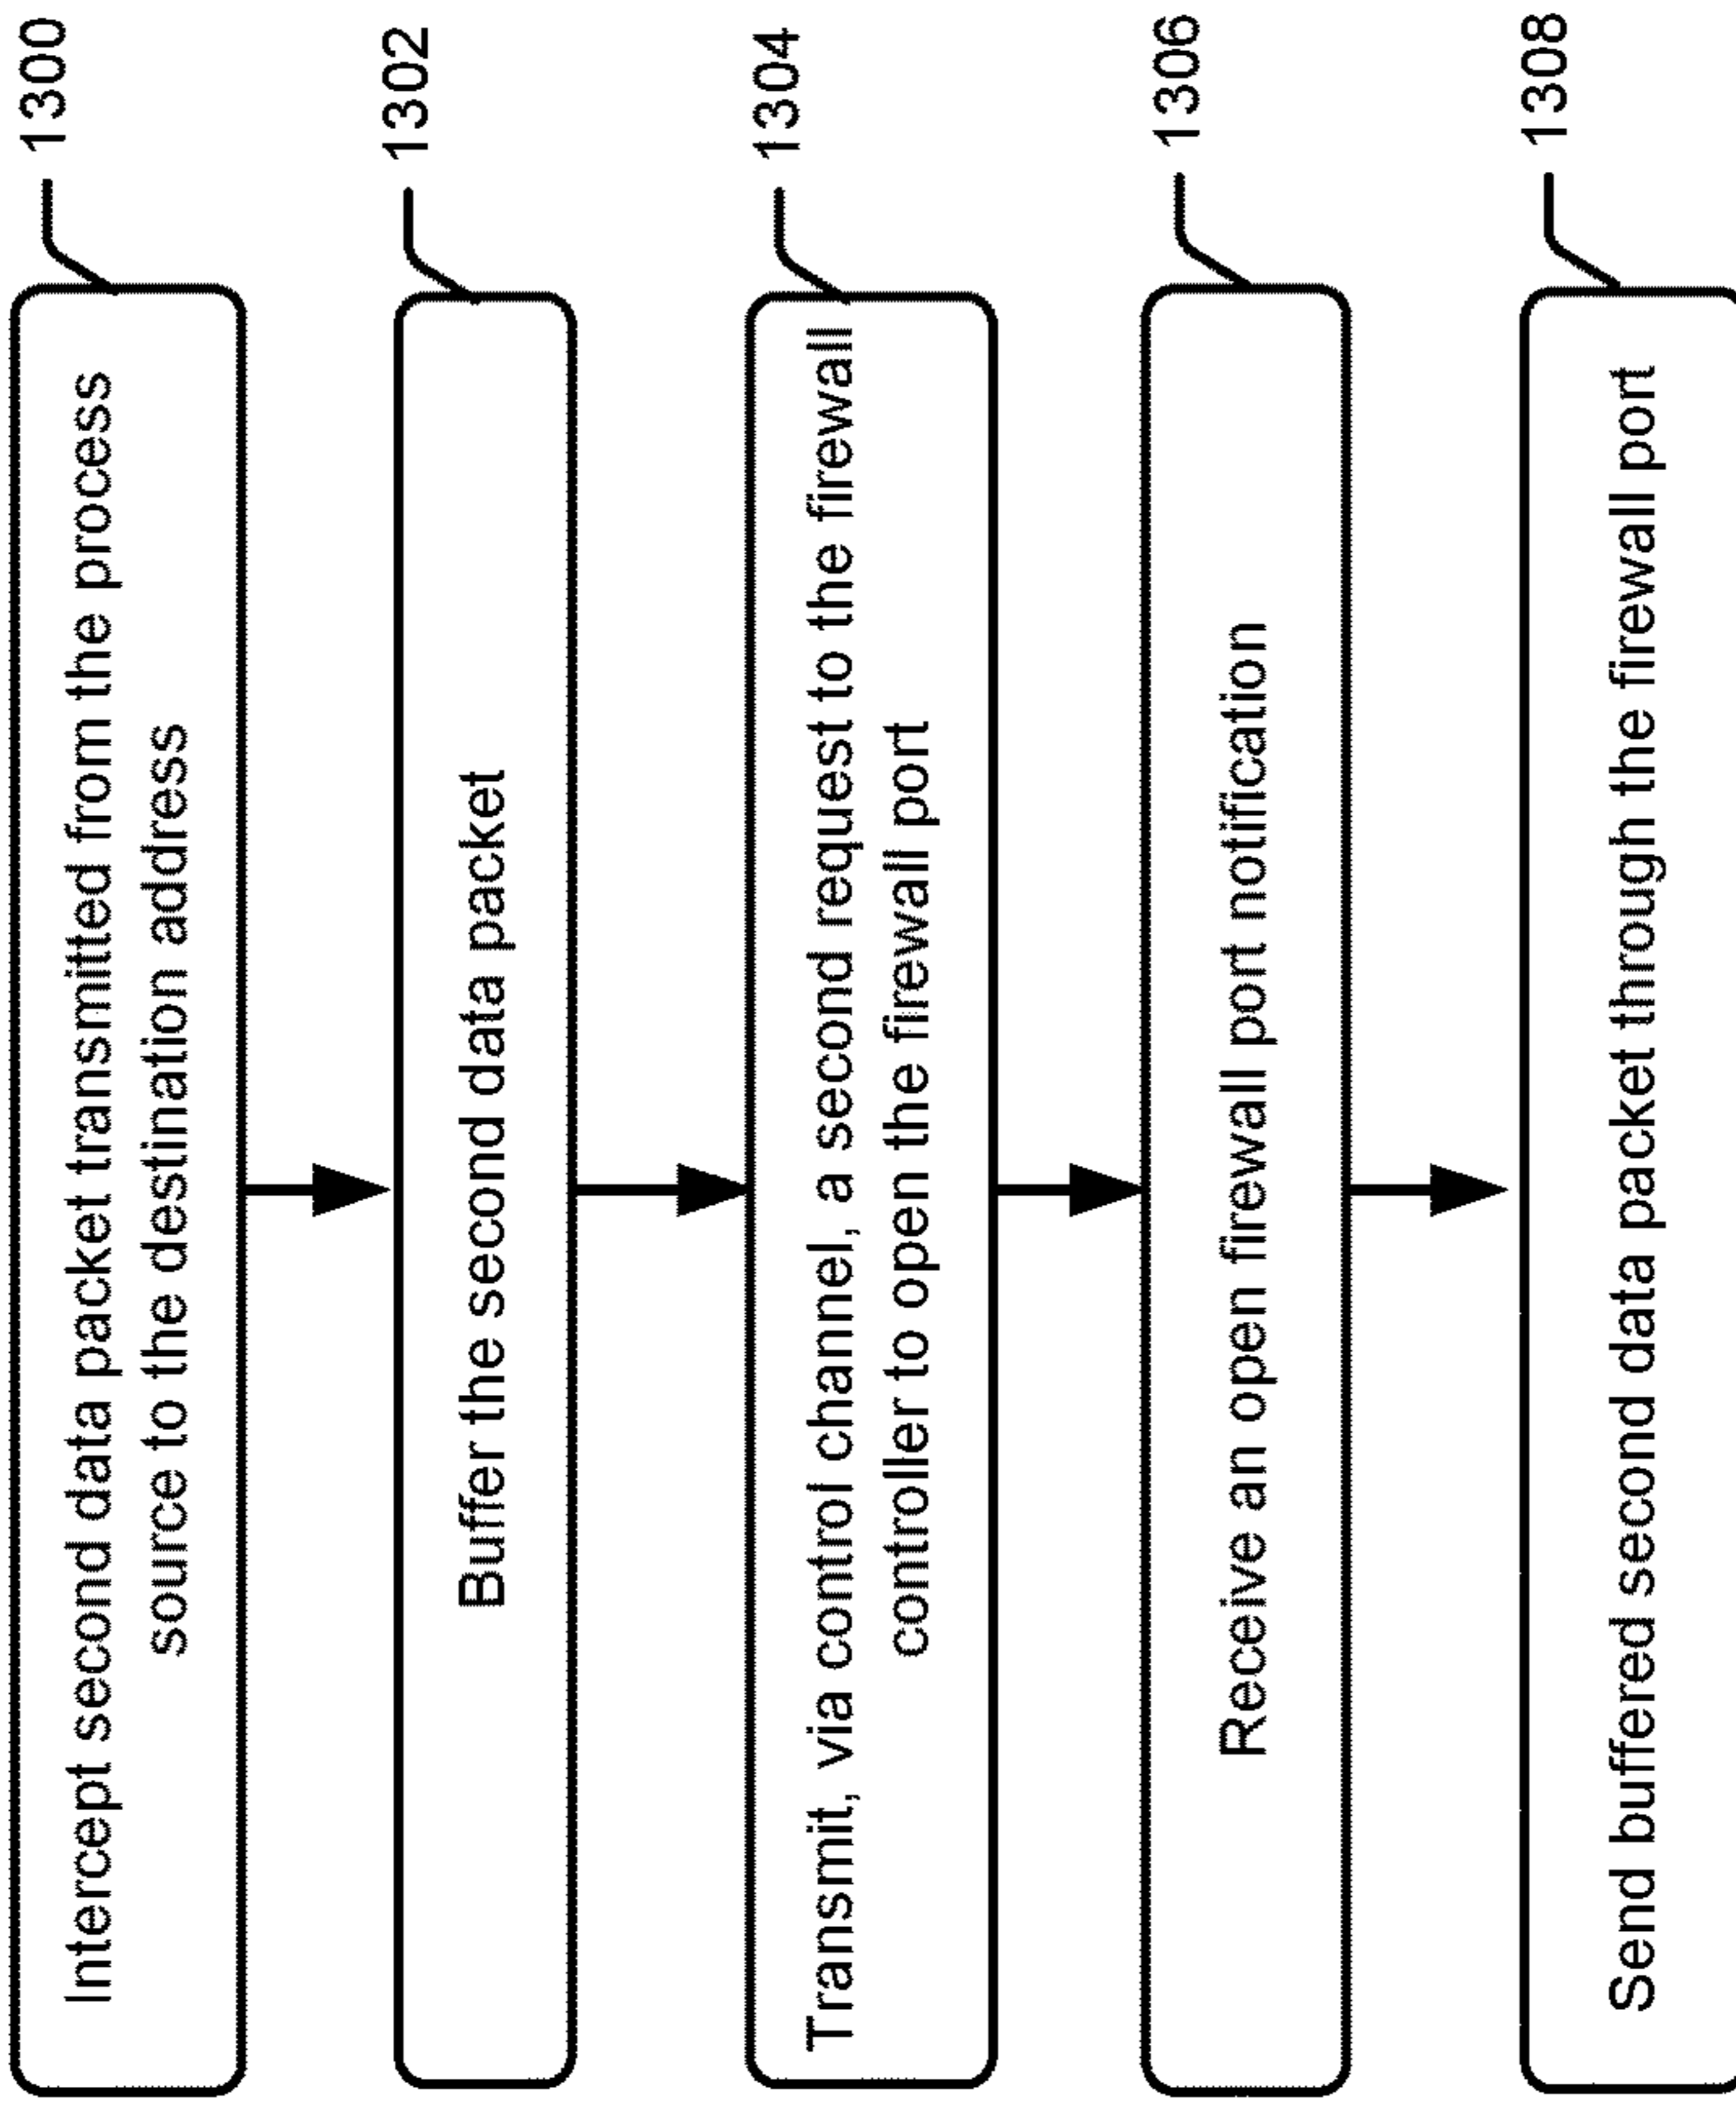 1300
Intercept second data packet transmitted from the process
source to the destination address
1302
Buffer the second data packet
1304
Transmit, via control channel, a second request to the firewall
controller to open the firewall port
1306
Receive an open firewall port notification
1308
Send buffered second data packet through the firewall port